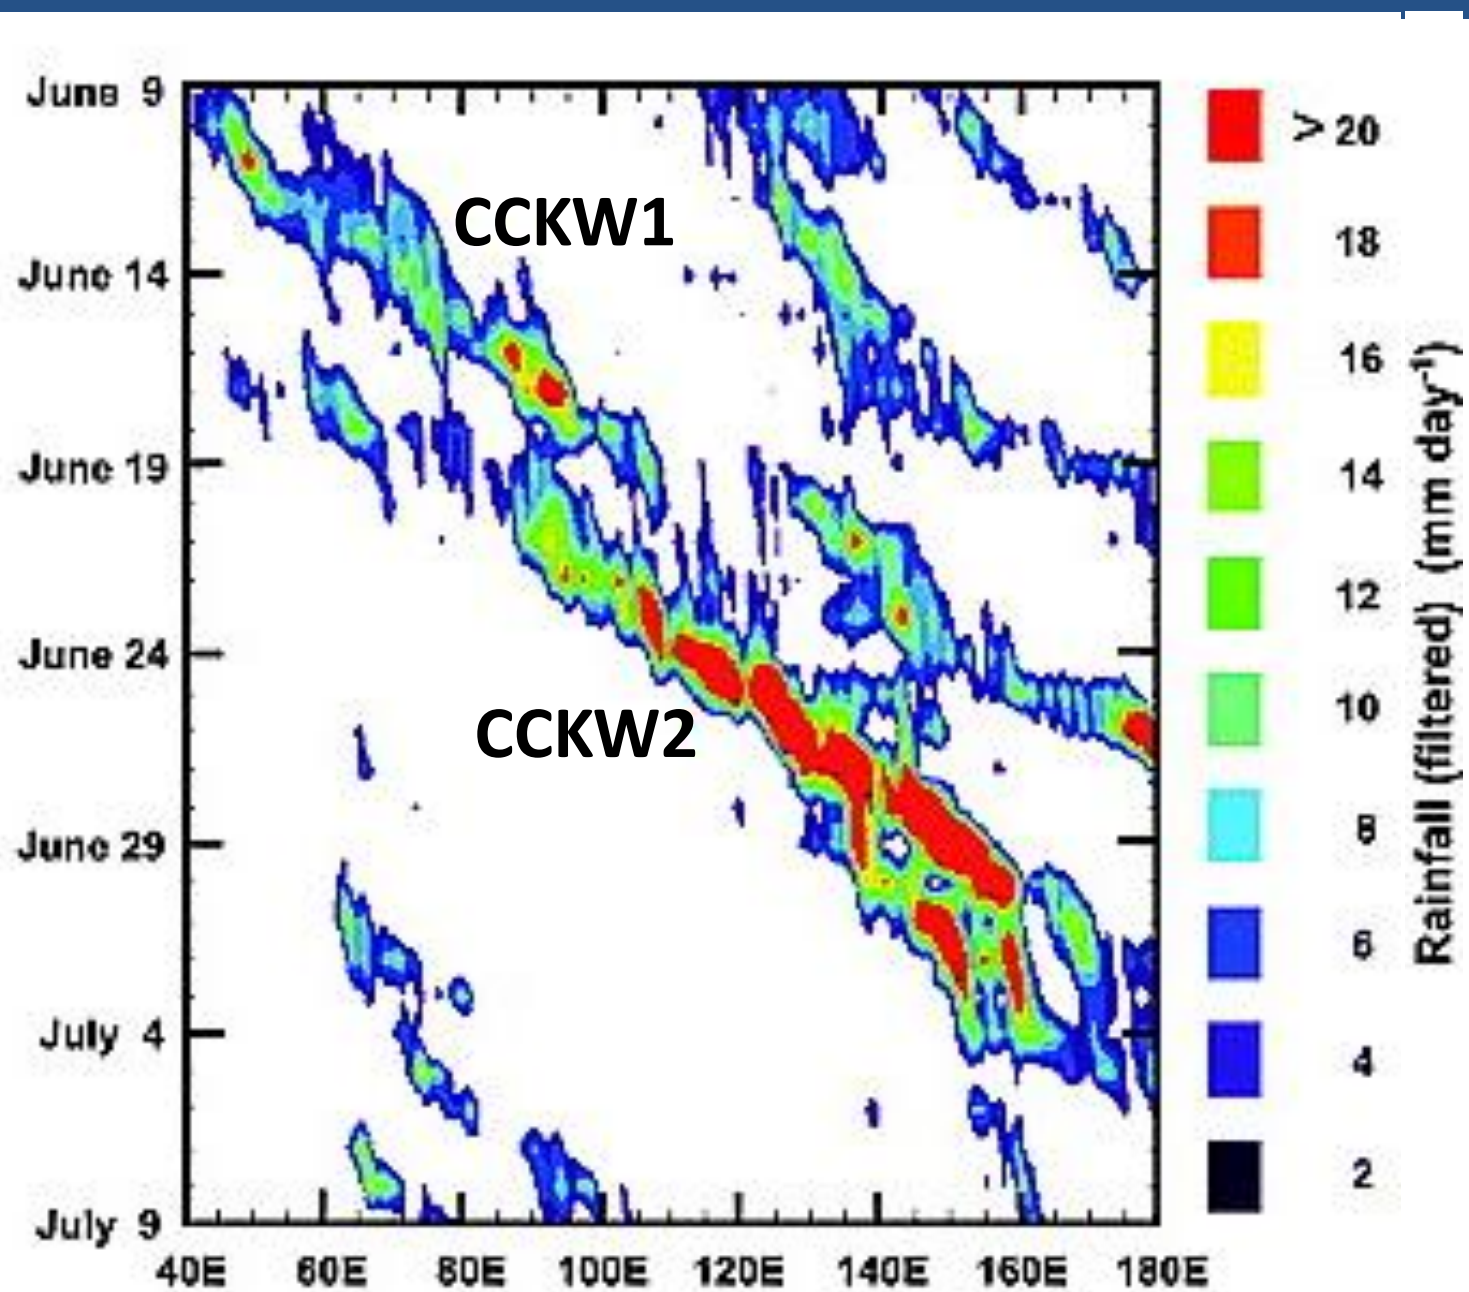 June 9
June 14
June 19
June 24
June 29
July 4
July 9
40E 60E 80E 100E 120E 140E 160E 180E
CCKW1
CCKW2
> 20
18
16
14
12
10
8
6
4
2
Rainfall (filtered) (mm day⁻¹)